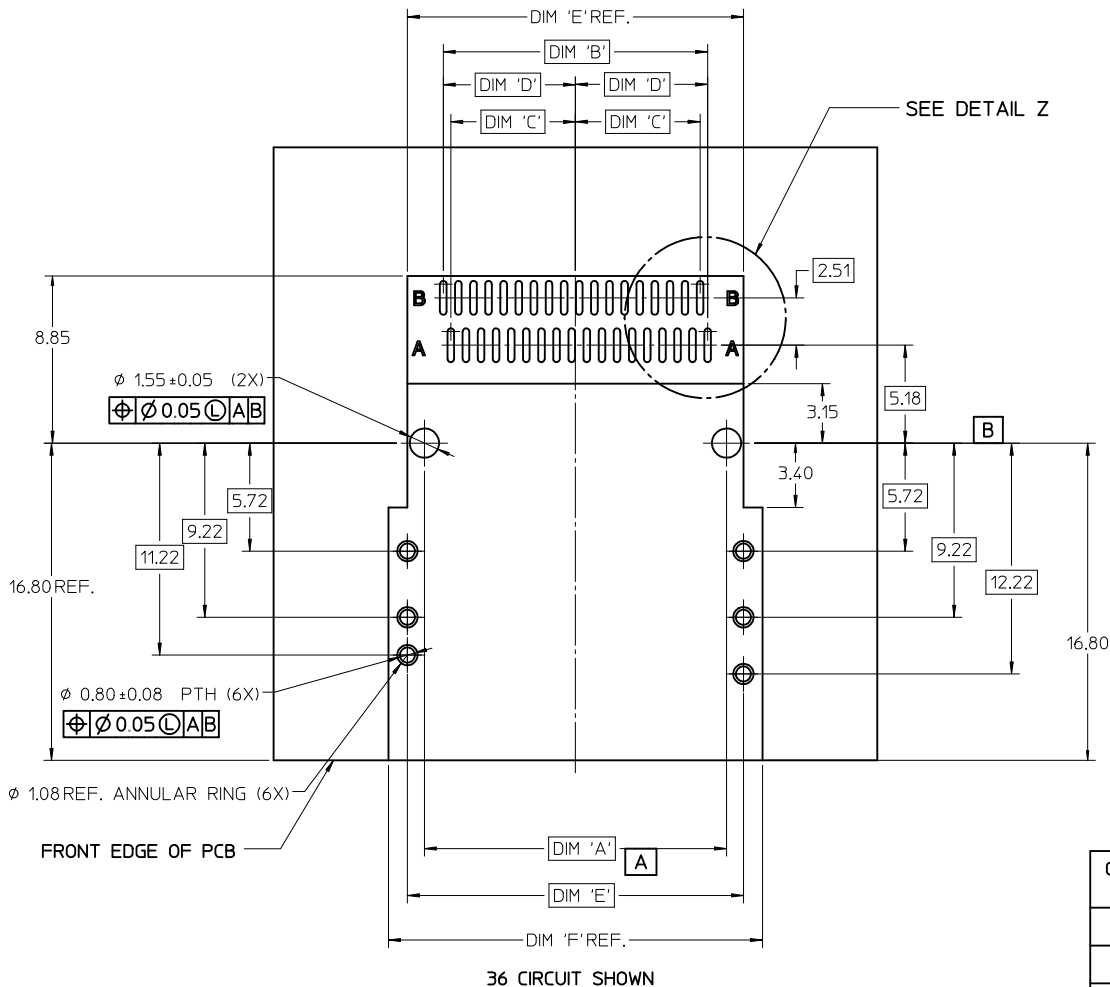 DIM 'E' REF.
DIM 'B'
DIM 'D' DIM 'D'
DIM 'C' DIM 'C'
SEE DETAIL Z
2.51
B B
A A
8.85
5.18
3.15
⌀ 1.55 ±0.05 (2X)
⌖ ⌀ 0.05 Ⓛ A B
B
3.40
5.72 5.72
9.22 9.22
11.22 12.22
16.80 REF.
16.80
⌀ 0.80 ±0.08 PTH (6X)
⌖ ⌀ 0.05 Ⓛ A B
⌀ 1.08 REF. ANNULAR RING (6X)
FRONT EDGE OF PCB
DIM 'A'
A
DIM 'E'
DIM 'F' REF.
36 CIRCUIT SHOWN